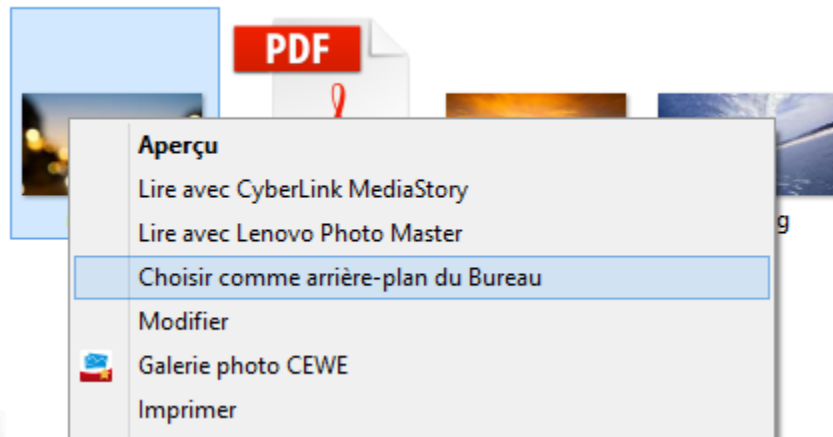 PDF
Aperçu
Lire avec CyberLink MediaStory
Lire avec Lenovo Photo Master
g
Choisir comme arrière-plan du Bureau
Modifier
Galerie photo CEWE
Imprimer